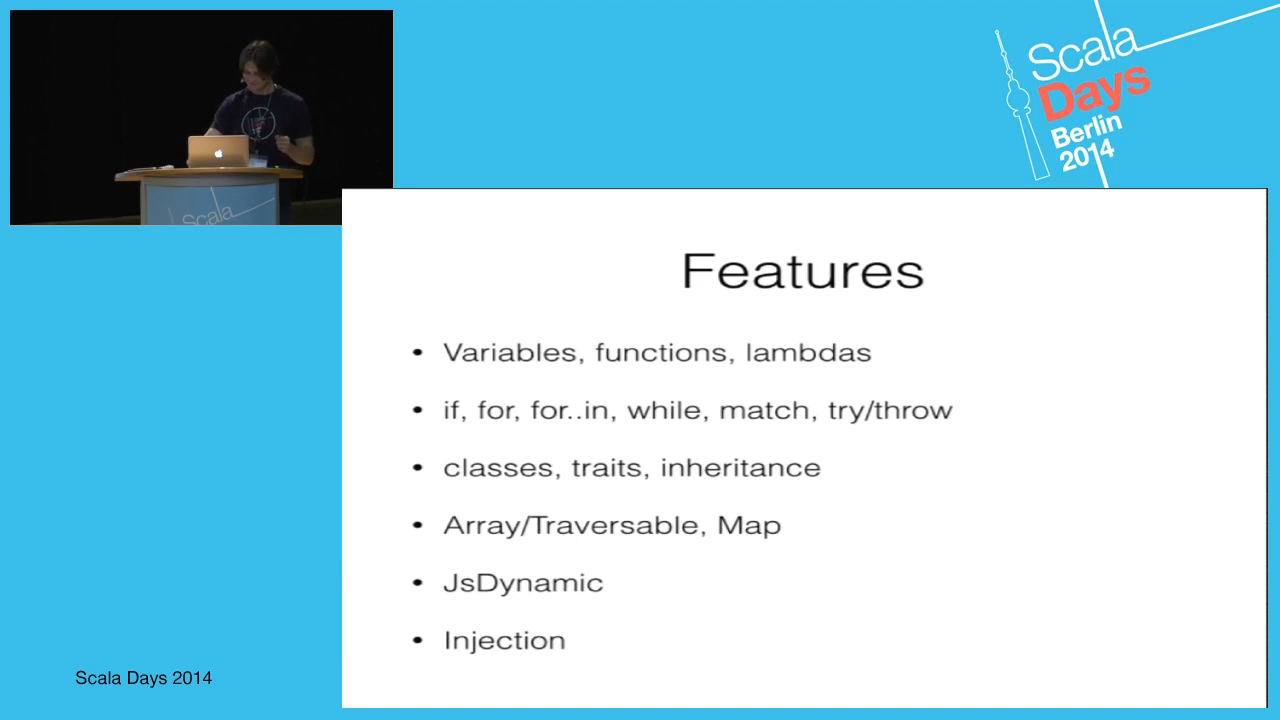 Scala
Days
Berlin
2014
Scala
Features
• Variables, functions, lambdas
• if, for, for..in, while, match, try/throw
• classes, traits, inheritance
• Array/Traversable, Map
• JsDynamic
• Injection
Scala Days 2014